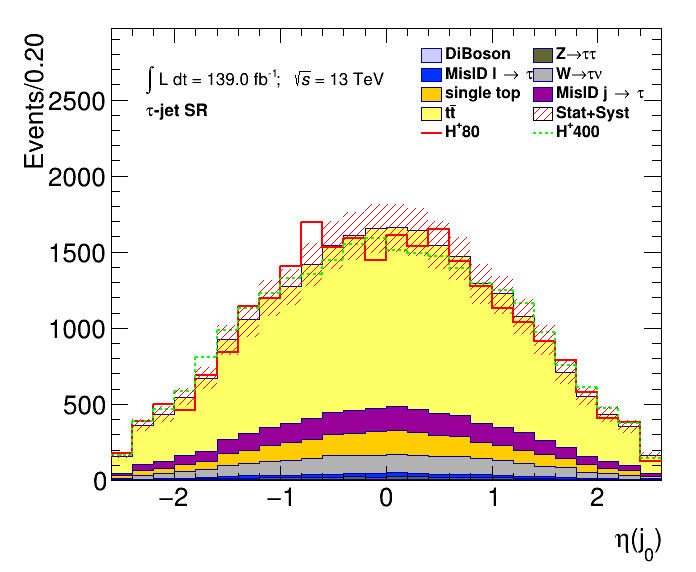 Events/0.20
∫ L dt = 139.0 fb⁻¹; √s = 13 TeV
τ-jet SR
DiBoson
Z→ττ
MisID l → τ
W→τν
single top
MisID j → τ
tt̄
Stat+Syst
H⁺80
H⁺400
2500
2000
1500
1000
500
0
−2 −1 0 1 2
η(j₀)